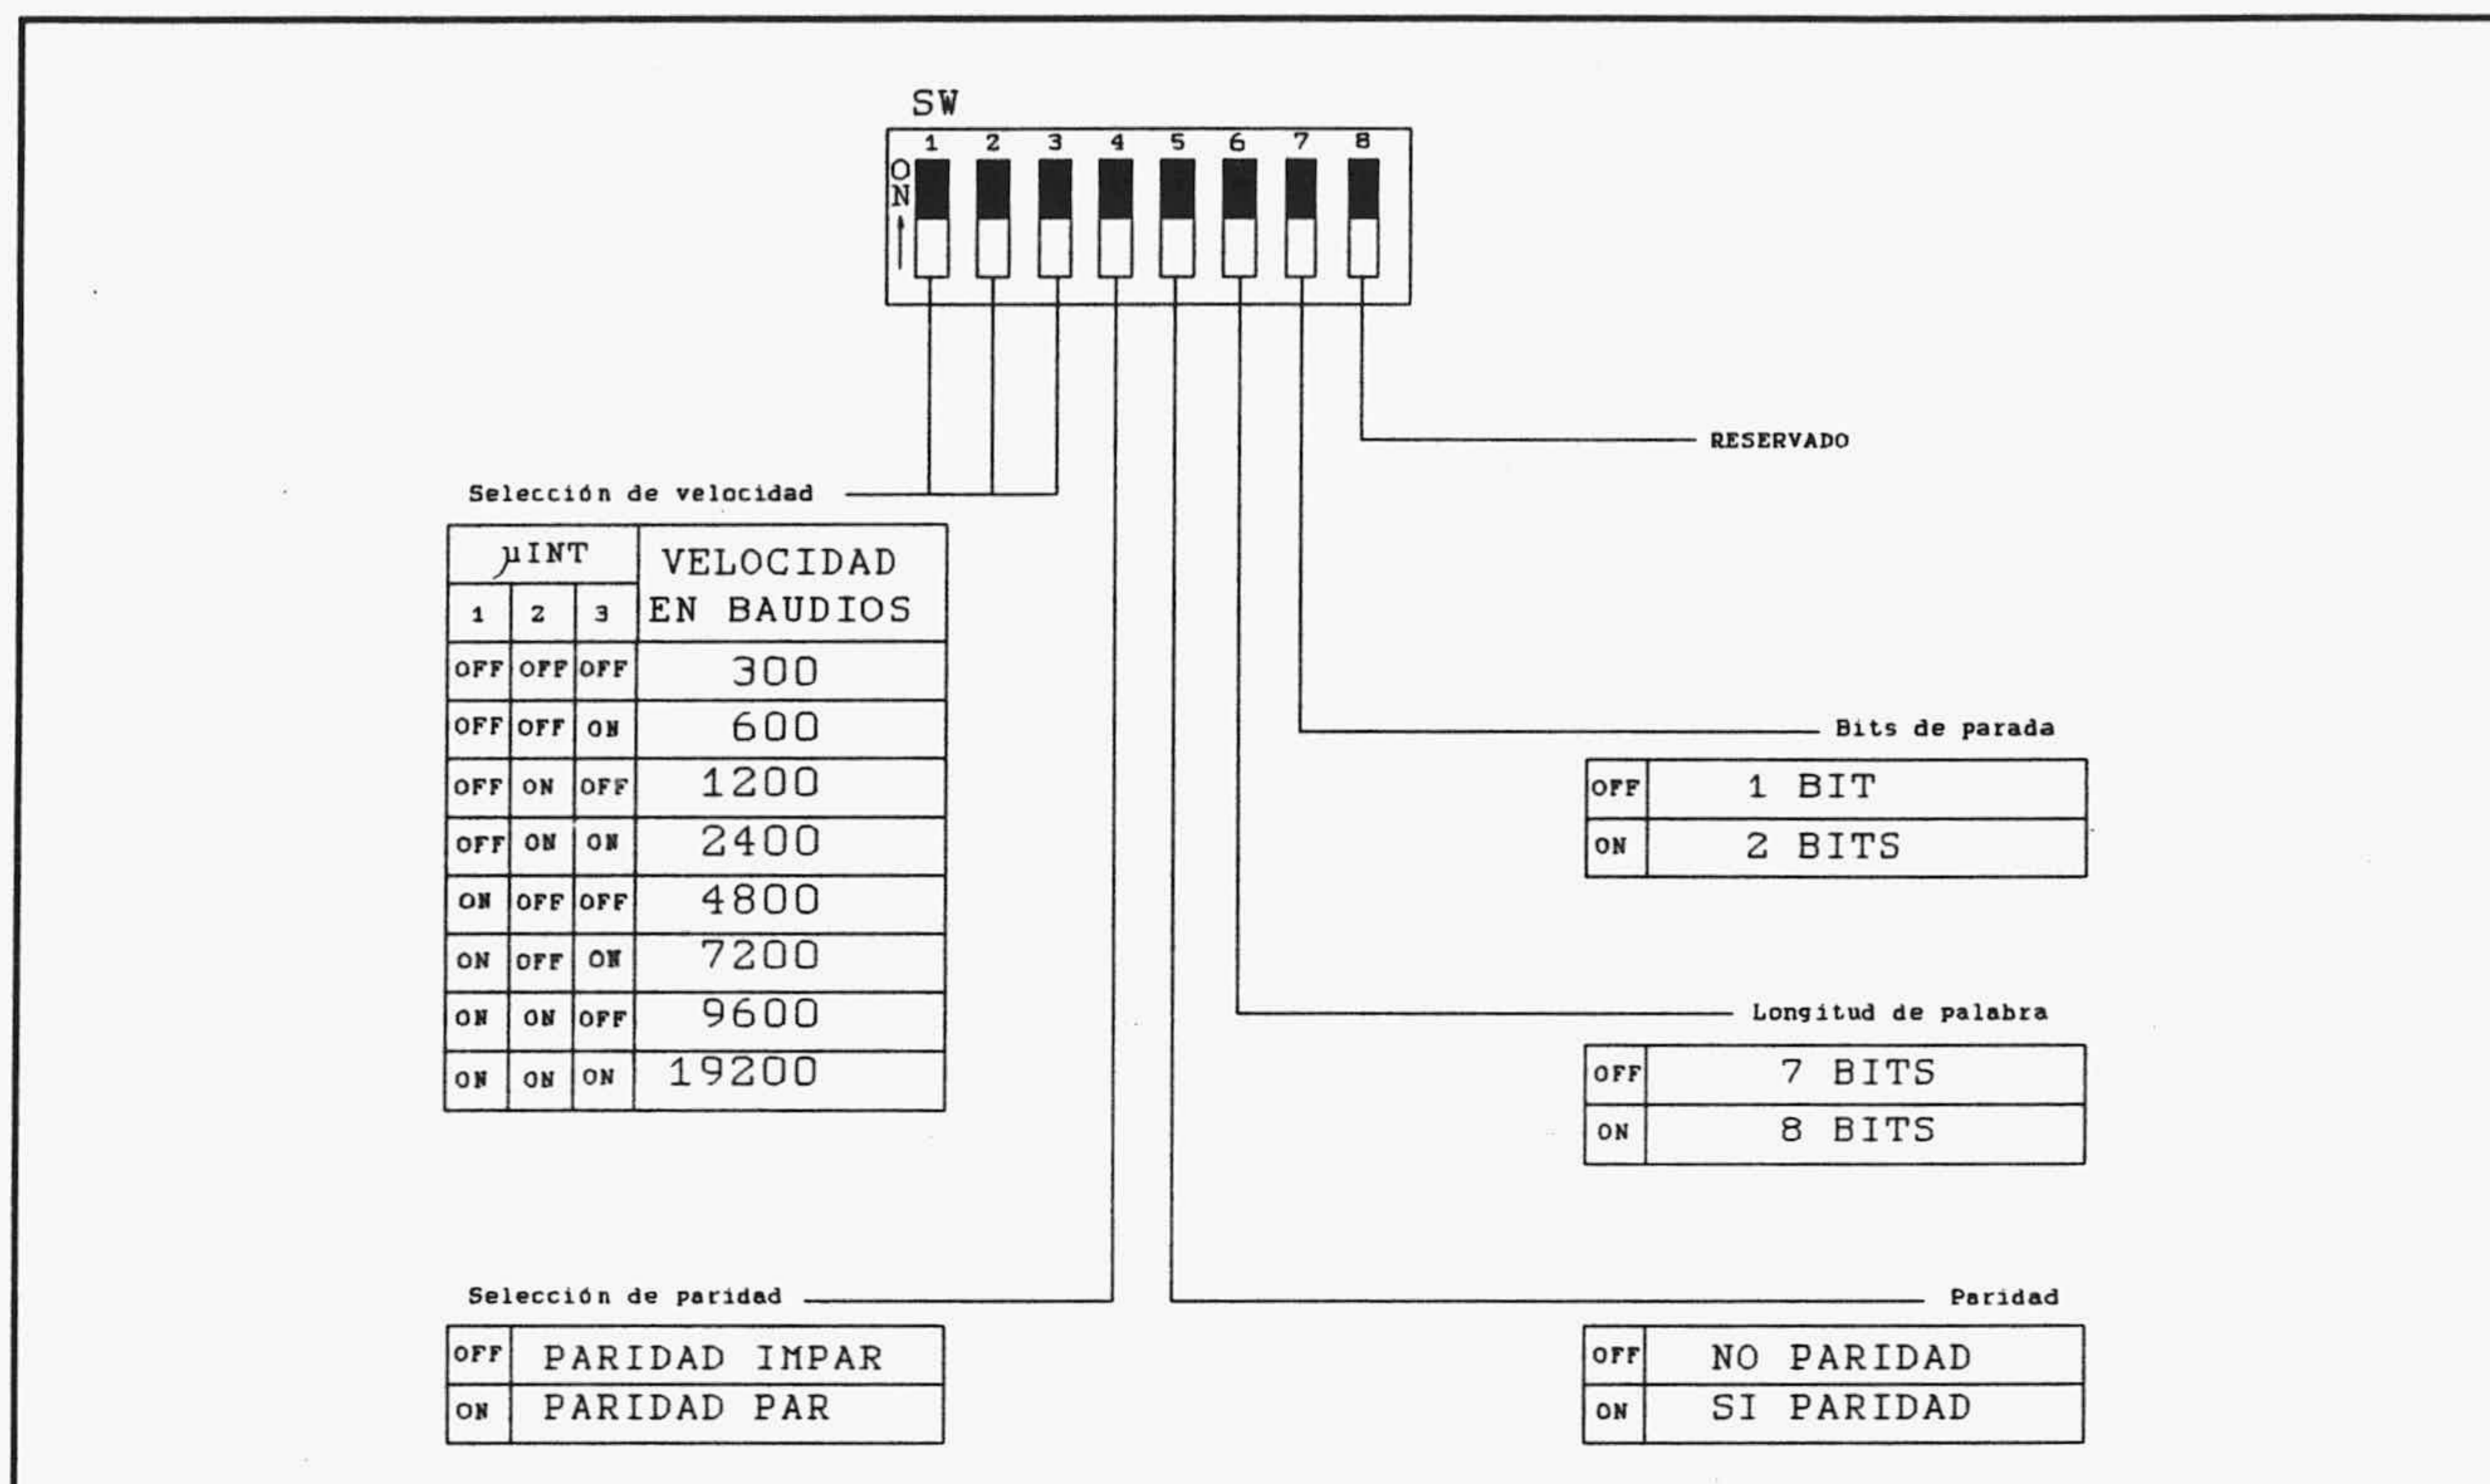 SW
1 2 3 4 5 6 7 8
ON
RESERVADO
Selección de velocidad
µINT VELOCIDAD
EN BAUDIOS
1 2 3
OFF OFF OFF 300
OFF OFF ON 600
OFF ON OFF 1200
OFF ON ON 2400
ON OFF OFF 4800
ON OFF ON 7200
ON ON OFF 9600
ON ON ON 19200
Bits de parada
OFF 1 BIT
ON 2 BITS
Longitud de palabra
OFF 7 BITS
ON 8 BITS
Selección de paridad
OFF PARIDAD IMPAR
ON PARIDAD PAR
Paridad
OFF NO PARIDAD
ON SI PARIDAD